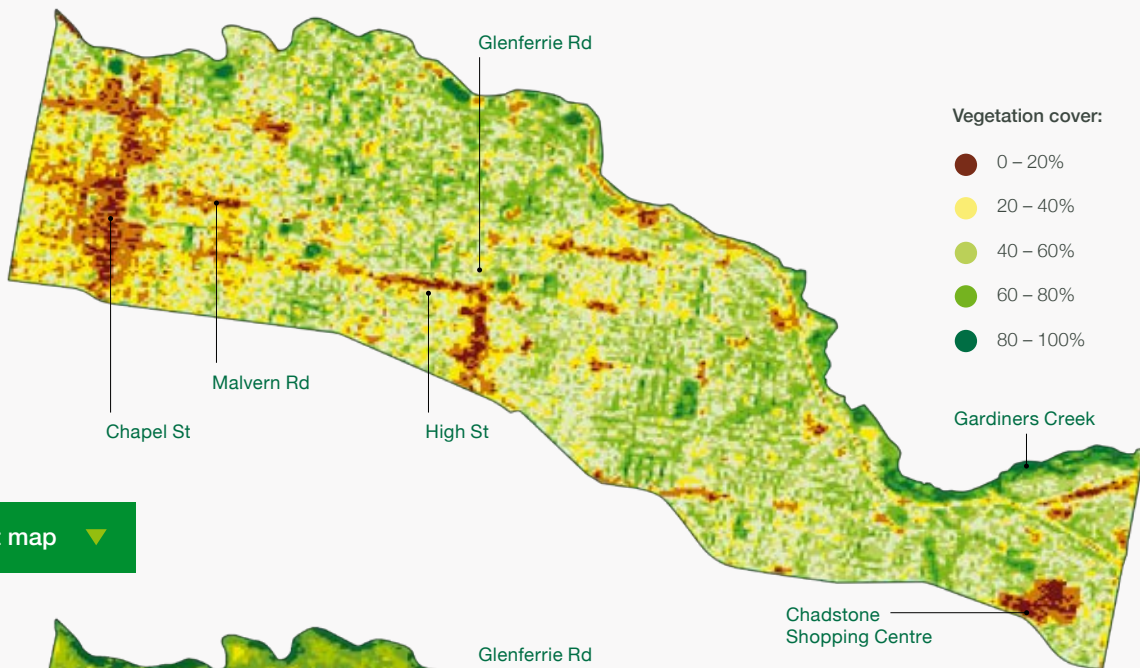 Glenferrie Rd
Vegetation cover:
0 – 20%
20 – 40%
40 – 60%
60 – 80%
80 – 100%
Malvern Rd
Chapel St
High St
Gardiners Creek
map
Chadstone
Shopping Centre
Glenferrie Rd